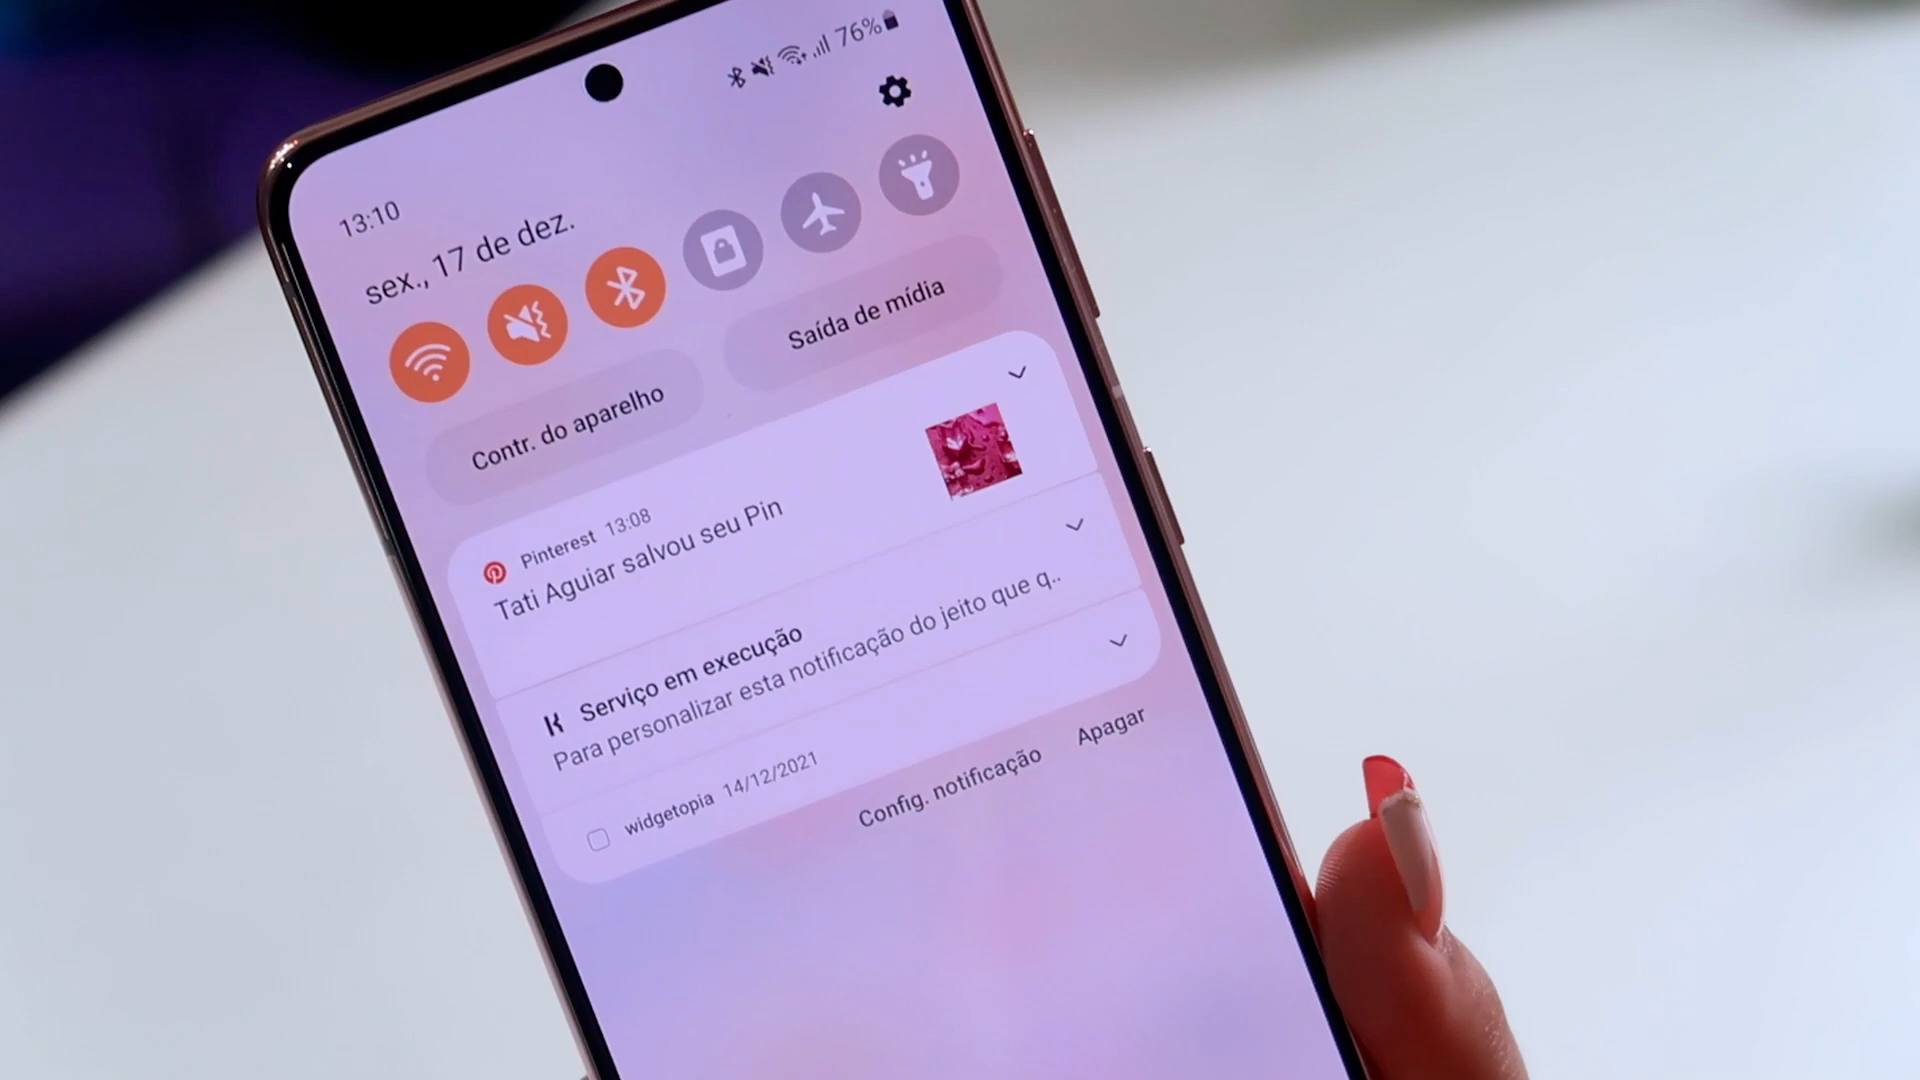 76%
13:10
sex., 17 de dez.
Contr. do aparelho
Saída de mídia
Pinterest 13:08
Tati Aguiar salvou seu Pin
Serviço em execução
Para personalizar esta notificação do jeito que q..
widgetopia 14/12/2021
Config. notificação
Apagar